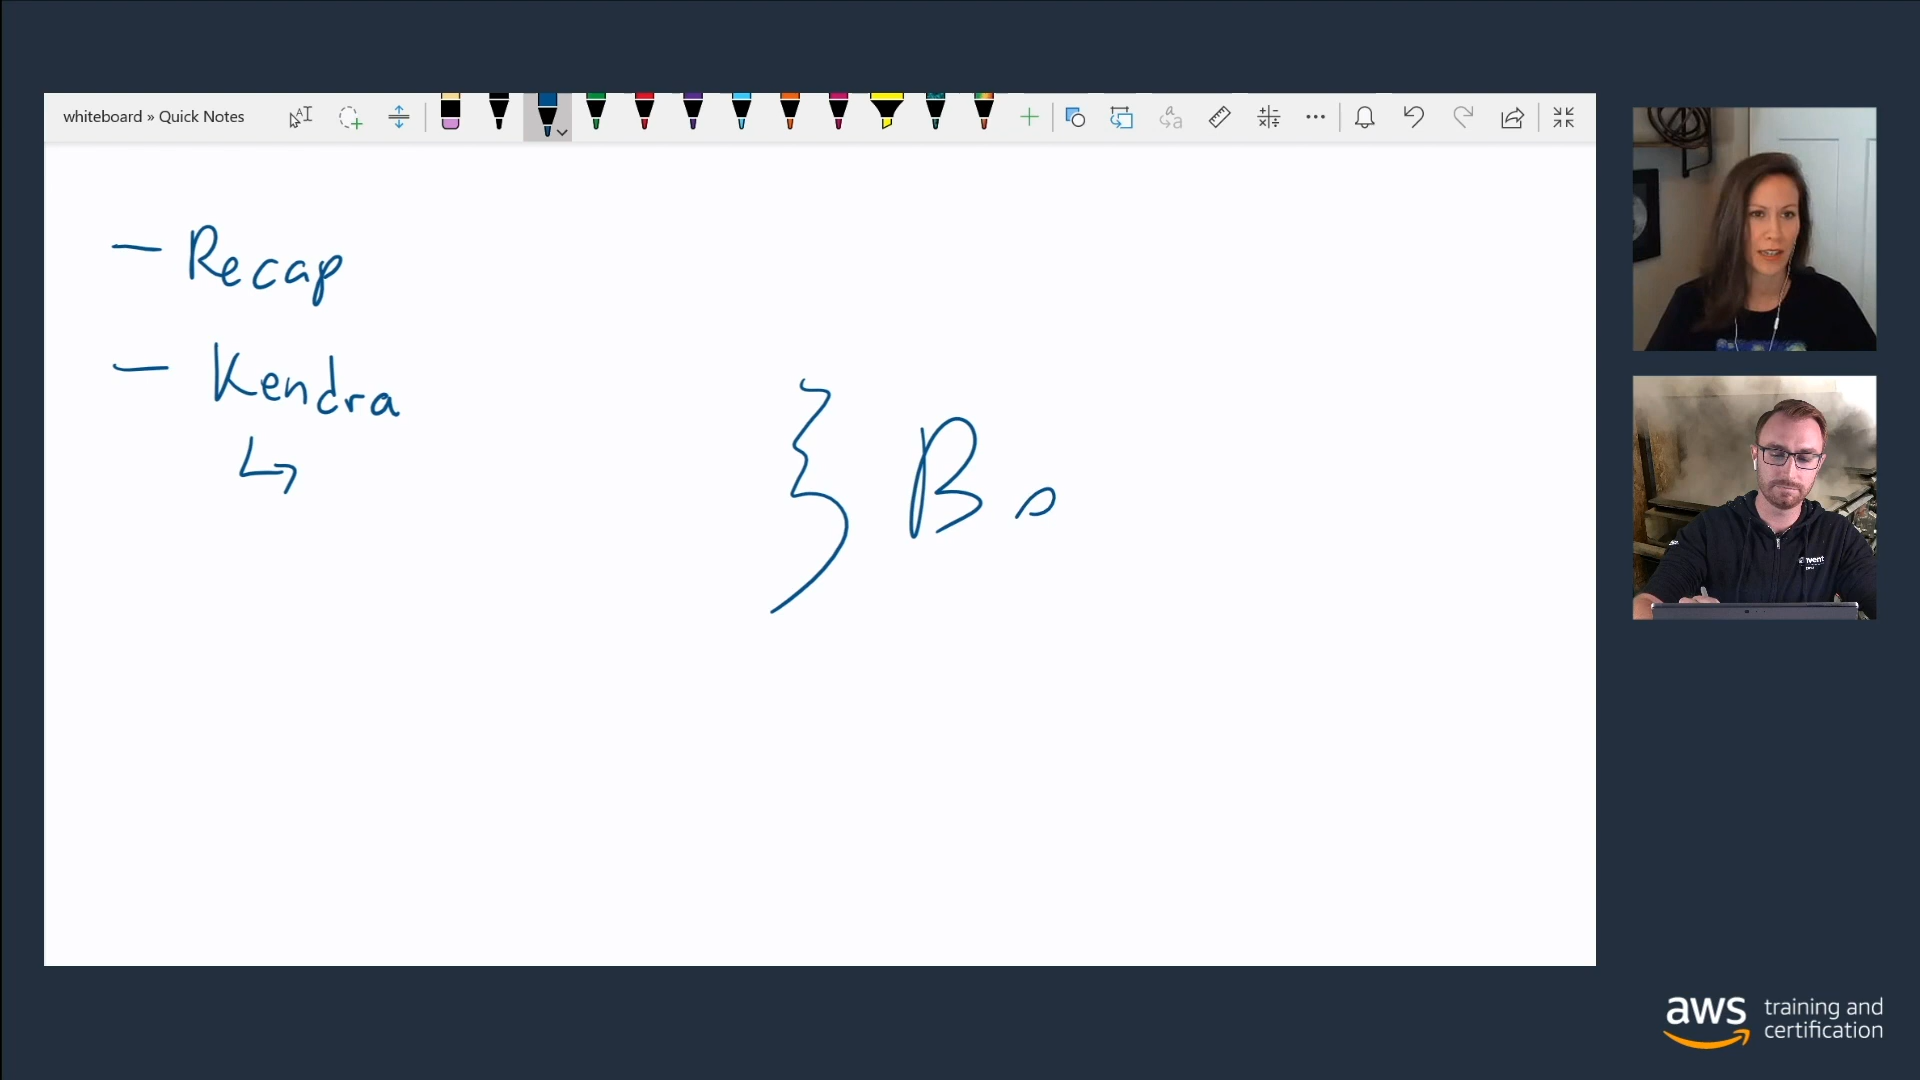 whiteboard » Quick Notes
— Recap
— Kendra
B
aws training and
certification